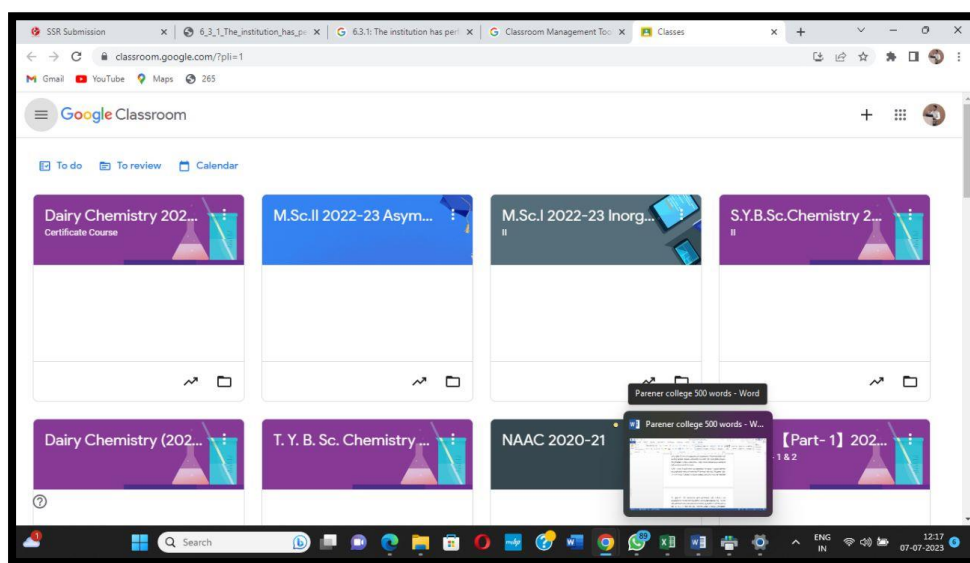 SSR Submission
6_3_1_The_institution_has_pe
6.3.1: The institution has perf
Classroom Management Too
Classes
classroom.google.com/?pli=1
Gmail
YouTube
Maps
265
Google Classroom
To do
To review
Calendar
Dairy Chemistry 202...
Certificate Course
M.Sc.II 2022-23 Asym...
M.Sc.I 2022-23 Inorg...
II
S.Y.B.Sc.Chemistry 2...
II
Parener college 500 words - Word
Parener college 500 words - W...
Dairy Chemistry (202...
T. Y. B. Sc. Chemistry ...
NAAC 2020-21
【Part- 1】 202...
1 & 2
Search
89
ENG
IN
12:17
07-07-2023
6